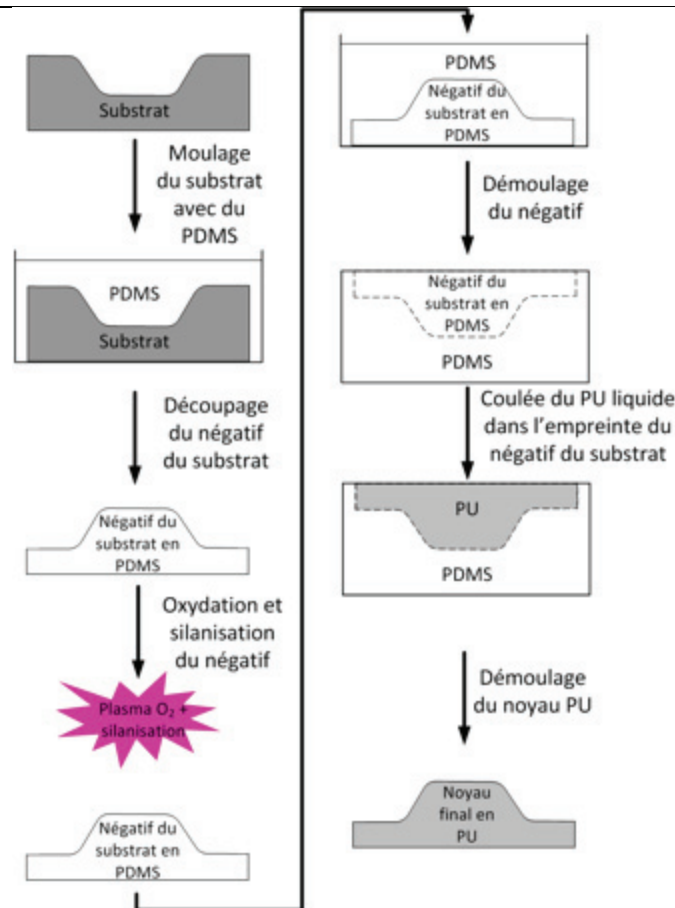 Substrat
Moulage
du substrat
avec du
PDMS
PDMS
Substrat
Découpage
du négatif
du substrat
Négatif du
substrat en
PDMS
Oxydation et
silanisation
du négatif
Plasma O₂ +
silanisation
Négatif du
substrat en
PDMS
PDMS
Négatif du
substrat en
PDMS
Démoulage
du négatif
Négatif du
substrat en
PDMS
PDMS
Coulée du PU liquide
dans l'empreinte du
négatif du substrat
PU
PDMS
Démoulage
du noyau PU
Noyau
final en
PU